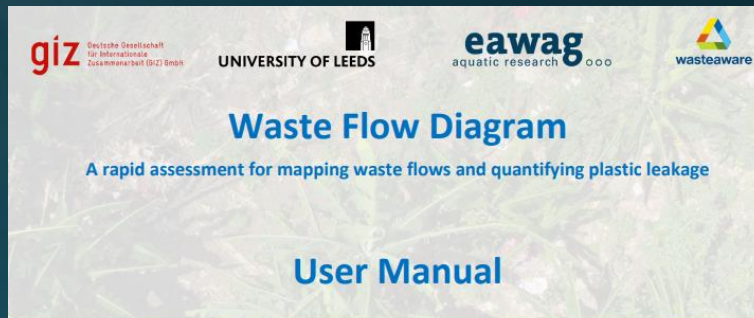 giz Deutsche Gesellschaft
für Internationale
Zusammenarbeit (GIZ) GmbH
UNIVERSITY OF LEEDS
eawag
aquatic research
wasteaware
Waste Flow Diagram
A rapid assessment for mapping waste flows and quantifying plastic leakage
User Manual